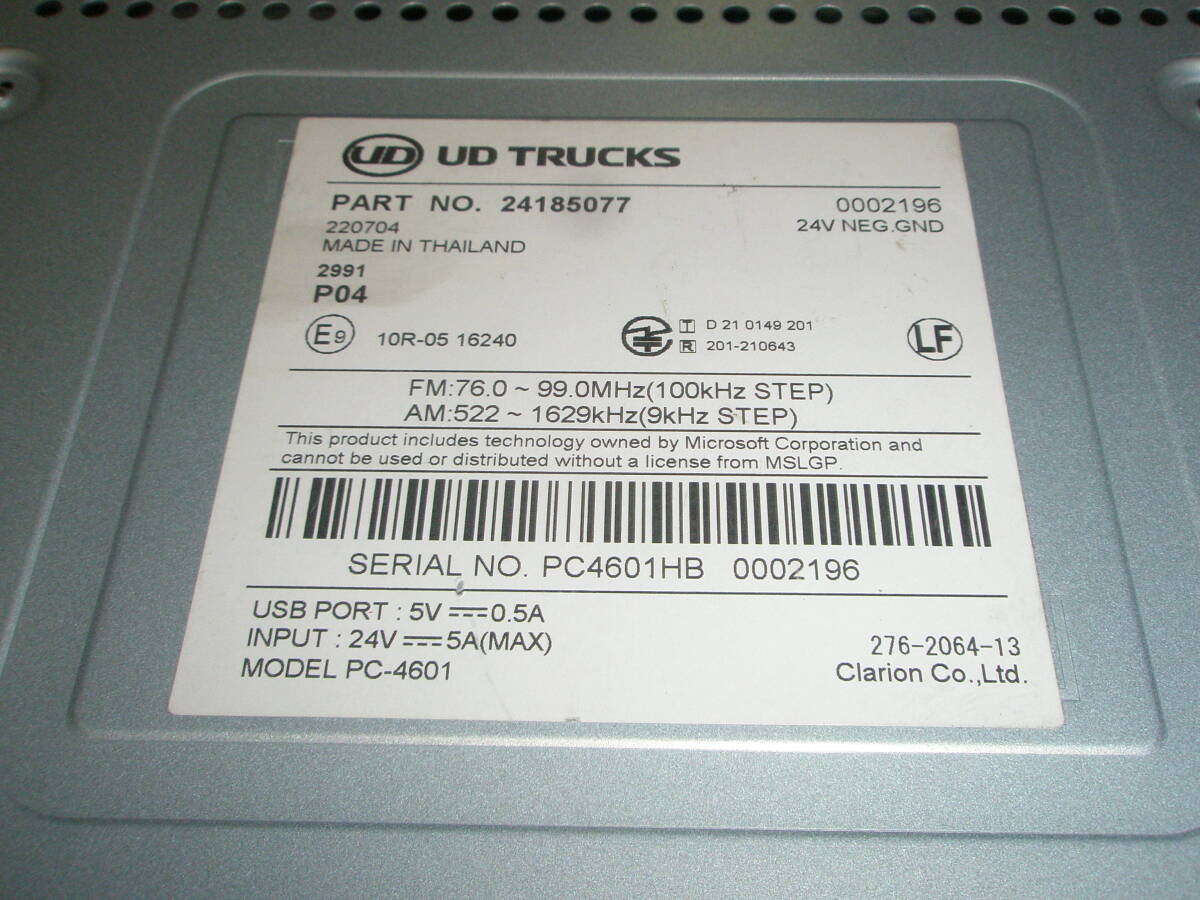 UD UD TRUCKS
PART NO. 24185077 0002196
220704 24V NEG.GND
MADE IN THAILAND
2991
P04
E9 10R-05 16240
T D 21 0149 201
R 201-210643
LF
FM:76.0 ~ 99.0MHz(100kHz STEP)
AM:522 ~ 1629kHz(9kHz STEP)
This product includes technology owned by Microsoft Corporation and
cannot be used or distributed without a license from MSLGP.
SERIAL NO. PC4601HB 0002196
USB PORT : 5V⎓0.5A
INPUT : 24V⎓5A(MAX)
MODEL PC-4601
276-2064-13
Clarion Co.,Ltd.